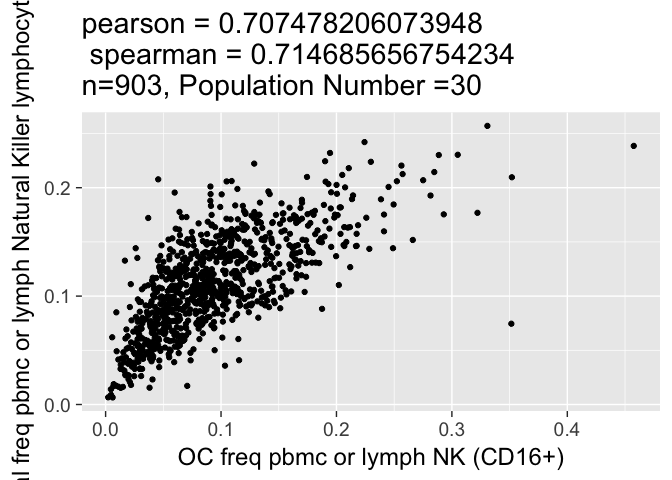 pearson = 0.707478206073948
spearman = 0.714685656754234
n=903, Population Number =30
freq pbmc or lymph Natural Killer
0.2
0.1
0.0
0.0 0.1 0.2 0.3 0.4
OC freq pbmc or lymph NK (CD16+)